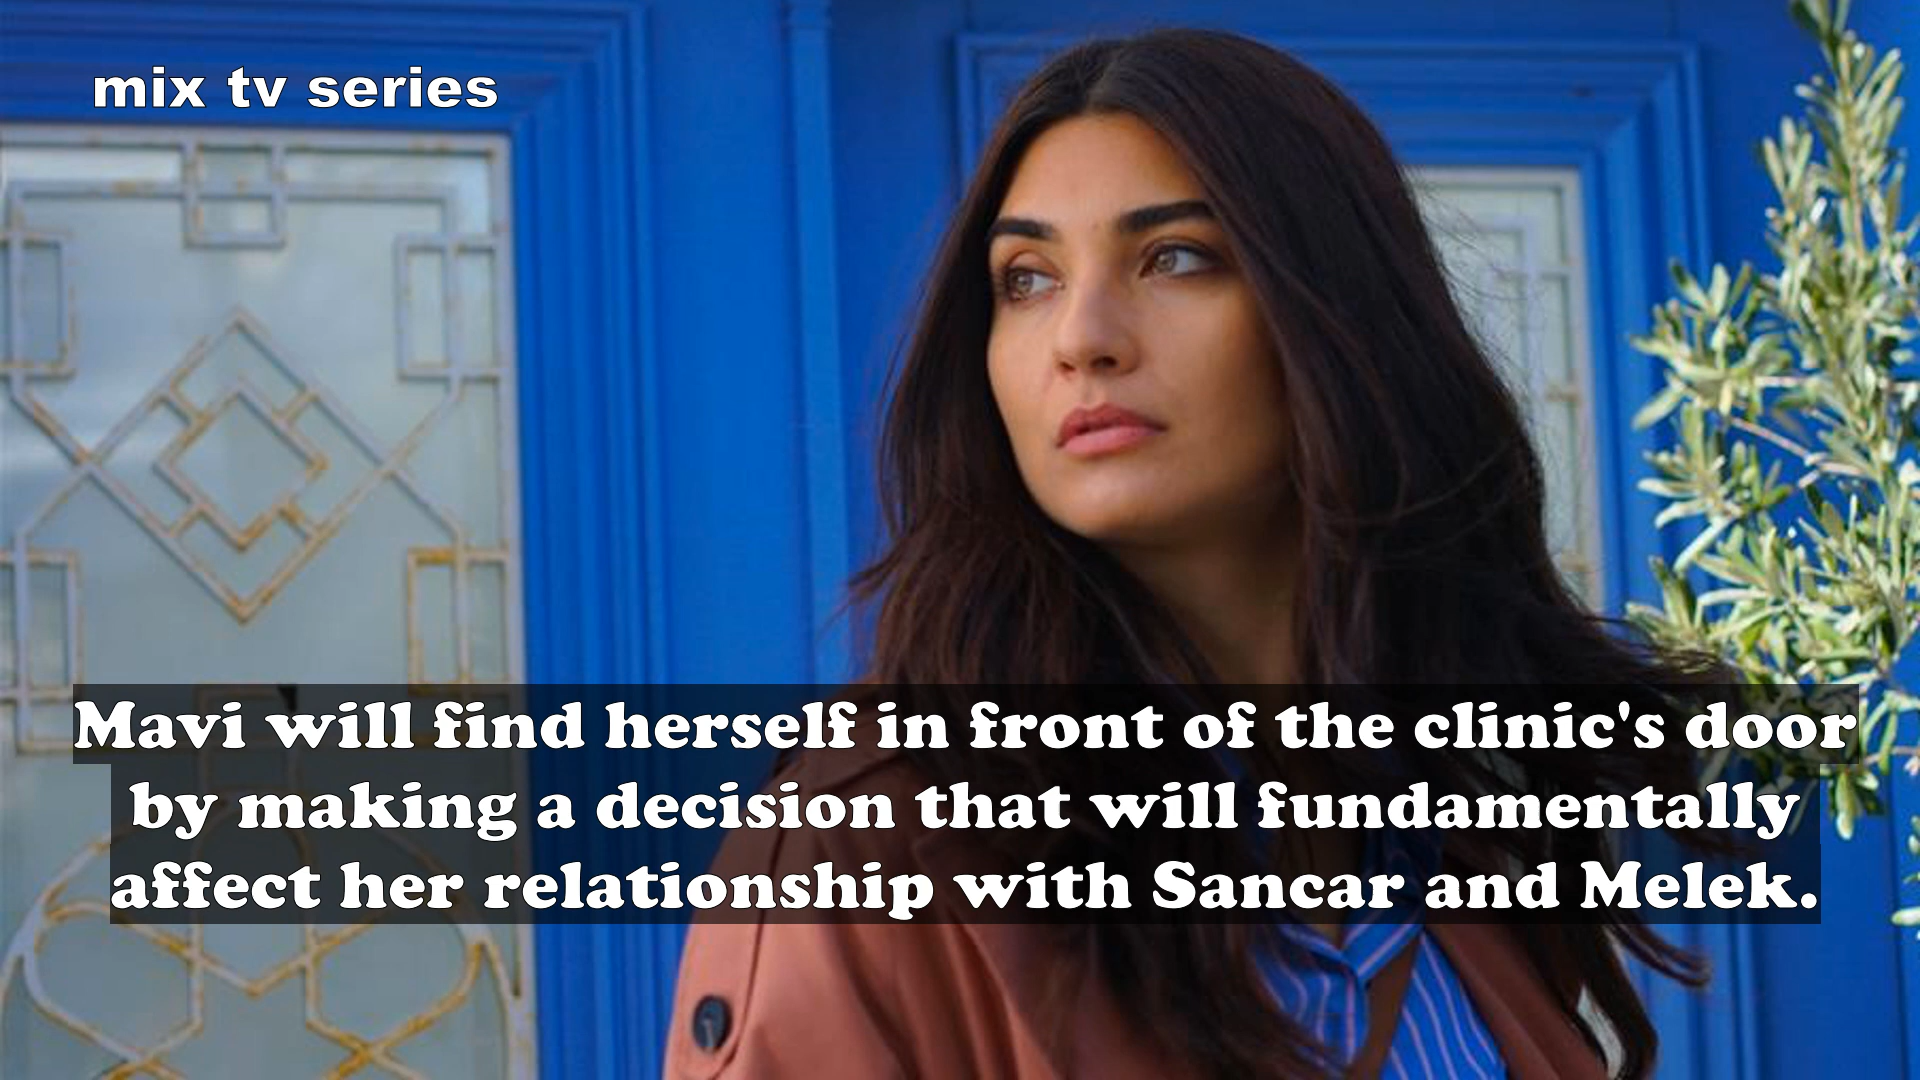 mix tv series
Mavi will find herself in front of the clinic's door
by making a decision that will fundamentally
affect her relationship with Sancar and Melek.